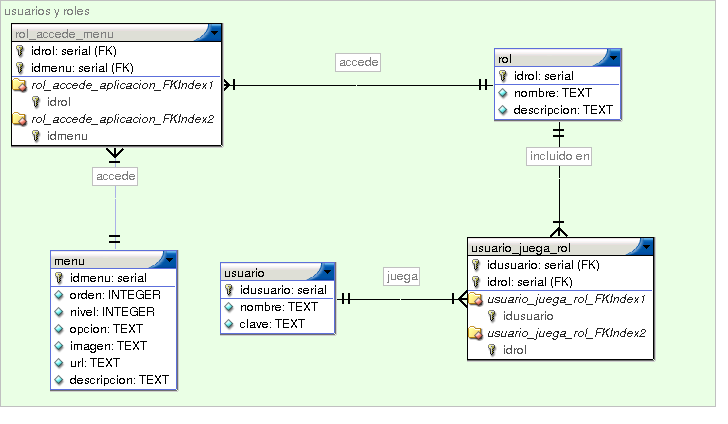 usuarios y roles
rol_accede_menu
idrol: serial (FK)
idmenu: serial (FK)
rol_accede_aplicacion_FKIndex1
idrol
rol_accede_aplicacion_FKIndex2
idmenu
accede
rol
idrol: serial
nombre: TEXT
descripcion: TEXT
accede
incluido en
menu
idmenu: serial
orden: INTEGER
nivel: INTEGER
opcion: TEXT
imagen: TEXT
url: TEXT
descripcion: TEXT
usuario
idusuario: serial
nombre: TEXT
clave: TEXT
juega
usuario_juega_rol
idusuario: serial (FK)
idrol: serial (FK)
usuario_juega_rol_FKIndex1
idusuario
usuario_juega_rol_FKIndex2
idrol